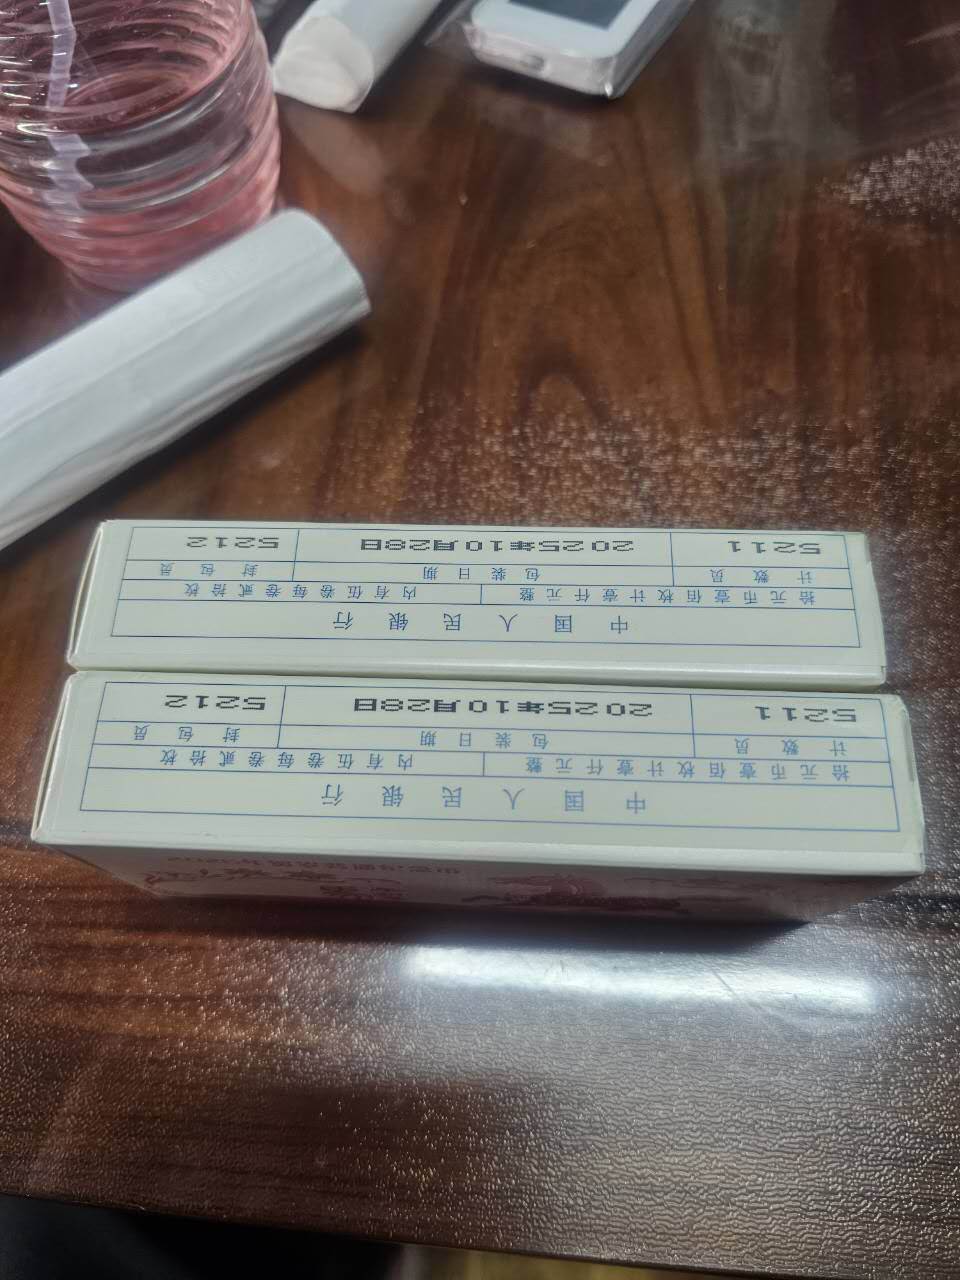 中国人民银行
拾元币壹佰枚计壹仟元整 内有伍卷每卷贰拾枚
计数员 包装日期 封包员
5211 2025年10月28日 5212
中国人民银行
拾元币壹佰枚计壹仟元整 内有伍卷每卷贰拾枚
计数员 包装日期 封包员
5211 2025年10月28日 5212